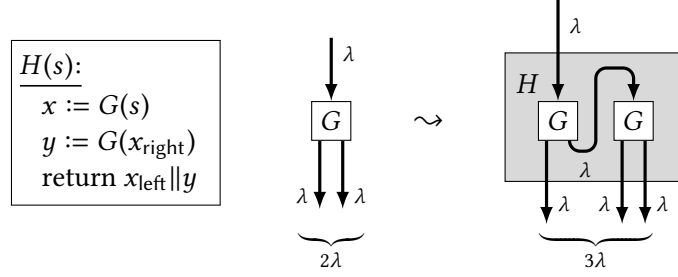 H(s):
x := G(s)
y := G(x_right)
return x_left‖y
λ
G
λ λ
2λ
⇝
λ
H
G G
λ
λ λ λ
3λ